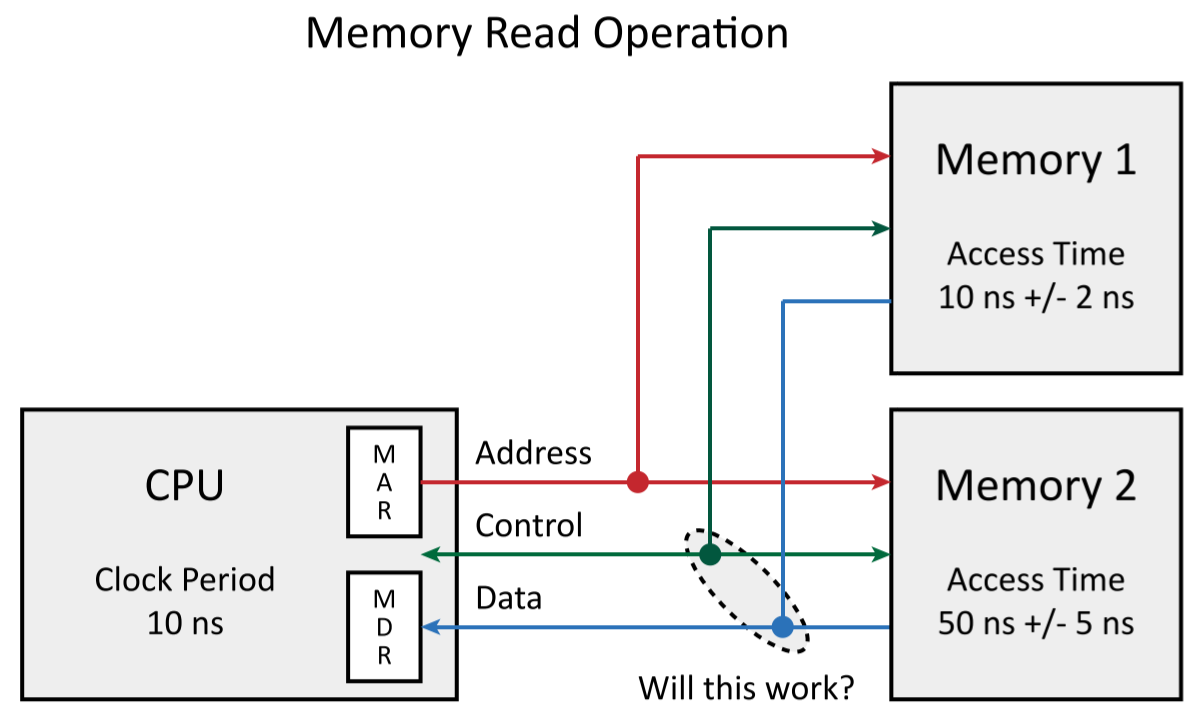 Memory Read Operation
Memory 1
Access Time
10 ns +/- 2 ns
CPU
Clock Period
10 ns
M
A
R
M
D
R
Address
Control
Data
Will this work?
Memory 2
Access Time
50 ns +/- 5 ns